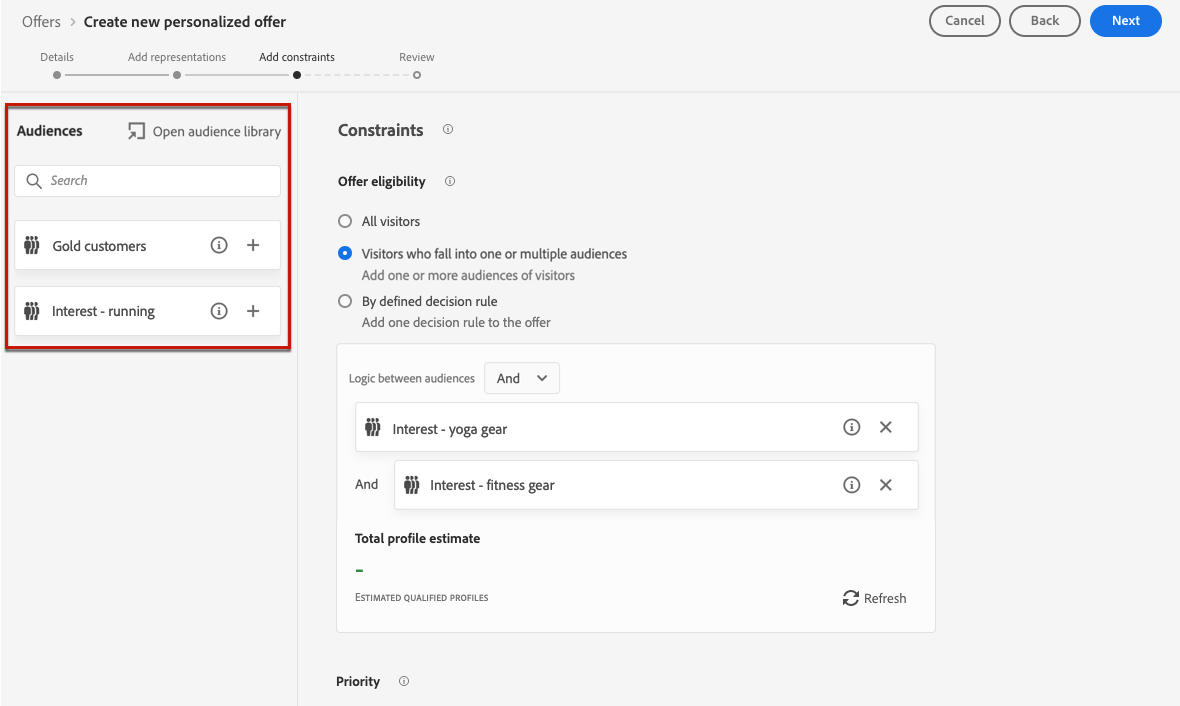 Offers > Create new personalized offer
Cancel
Back
Next
Details
Add representations
Add constraints
Review
Audiences
Open audience library
Search
Gold customers
Interest - running
Constraints
Offer eligibility
All visitors
Visitors who fall into one or multiple audiences
Add one or more audiences of visitors
By defined decision rule
Add one decision rule to the offer
Logic between audiences
And
Interest - yoga gear
And
Interest - fitness gear
Total profile estimate
–
ESTIMATED QUALIFIED PROFILES
Refresh
Priority